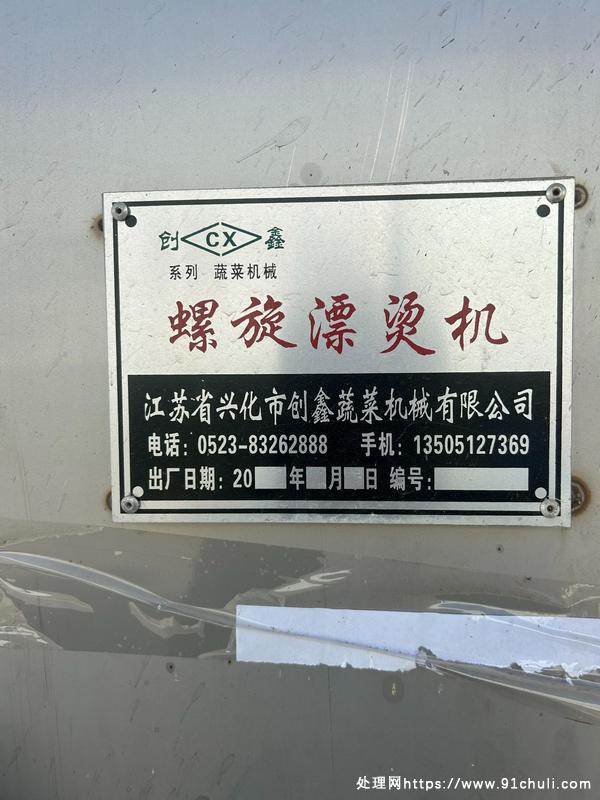 创 CX 鑫
系列 蔬菜机械
螺旋漂烫机
江苏省兴化市创鑫蔬菜机械有限公司
电话：0523-83262888 手机：13505127369
出厂日期：20 年 月 日 编号：
处理网https://www.91chuli.com